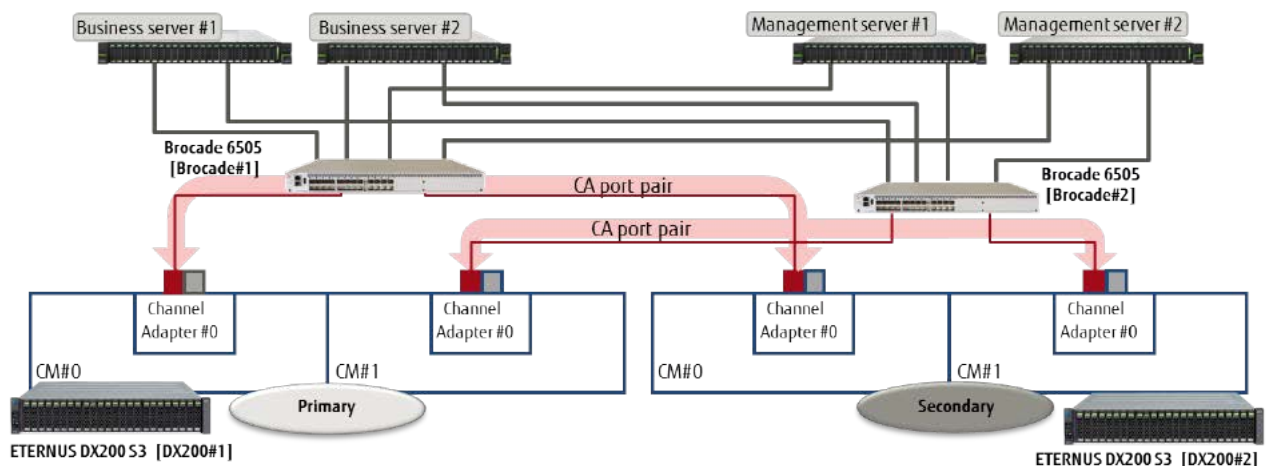 Business server #1
Business server #2
Management server #1
Management server #2
Brocade 6505
[Brocade#1]
CA port pair
Brocade 6505
[Brocade#2]
CA port pair
Channel
Adapter #0
Channel
Adapter #0
Channel
Adapter #0
Channel
Adapter #0
CM#0
CM#1
CM#0
CM#1
Primary
Secondary
ETERNUS DX200 S3 [DX200#1]
ETERNUS DX200 S3 [DX200#2]